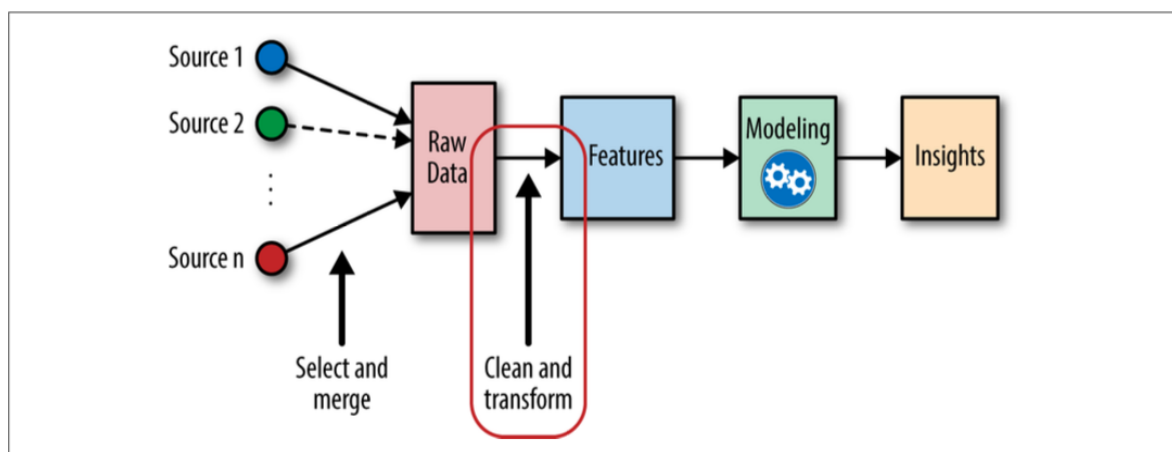 Source 1
Source 2
Source n
Raw
Data
Features
Modeling
Insights
Select and
merge
Clean and
transform